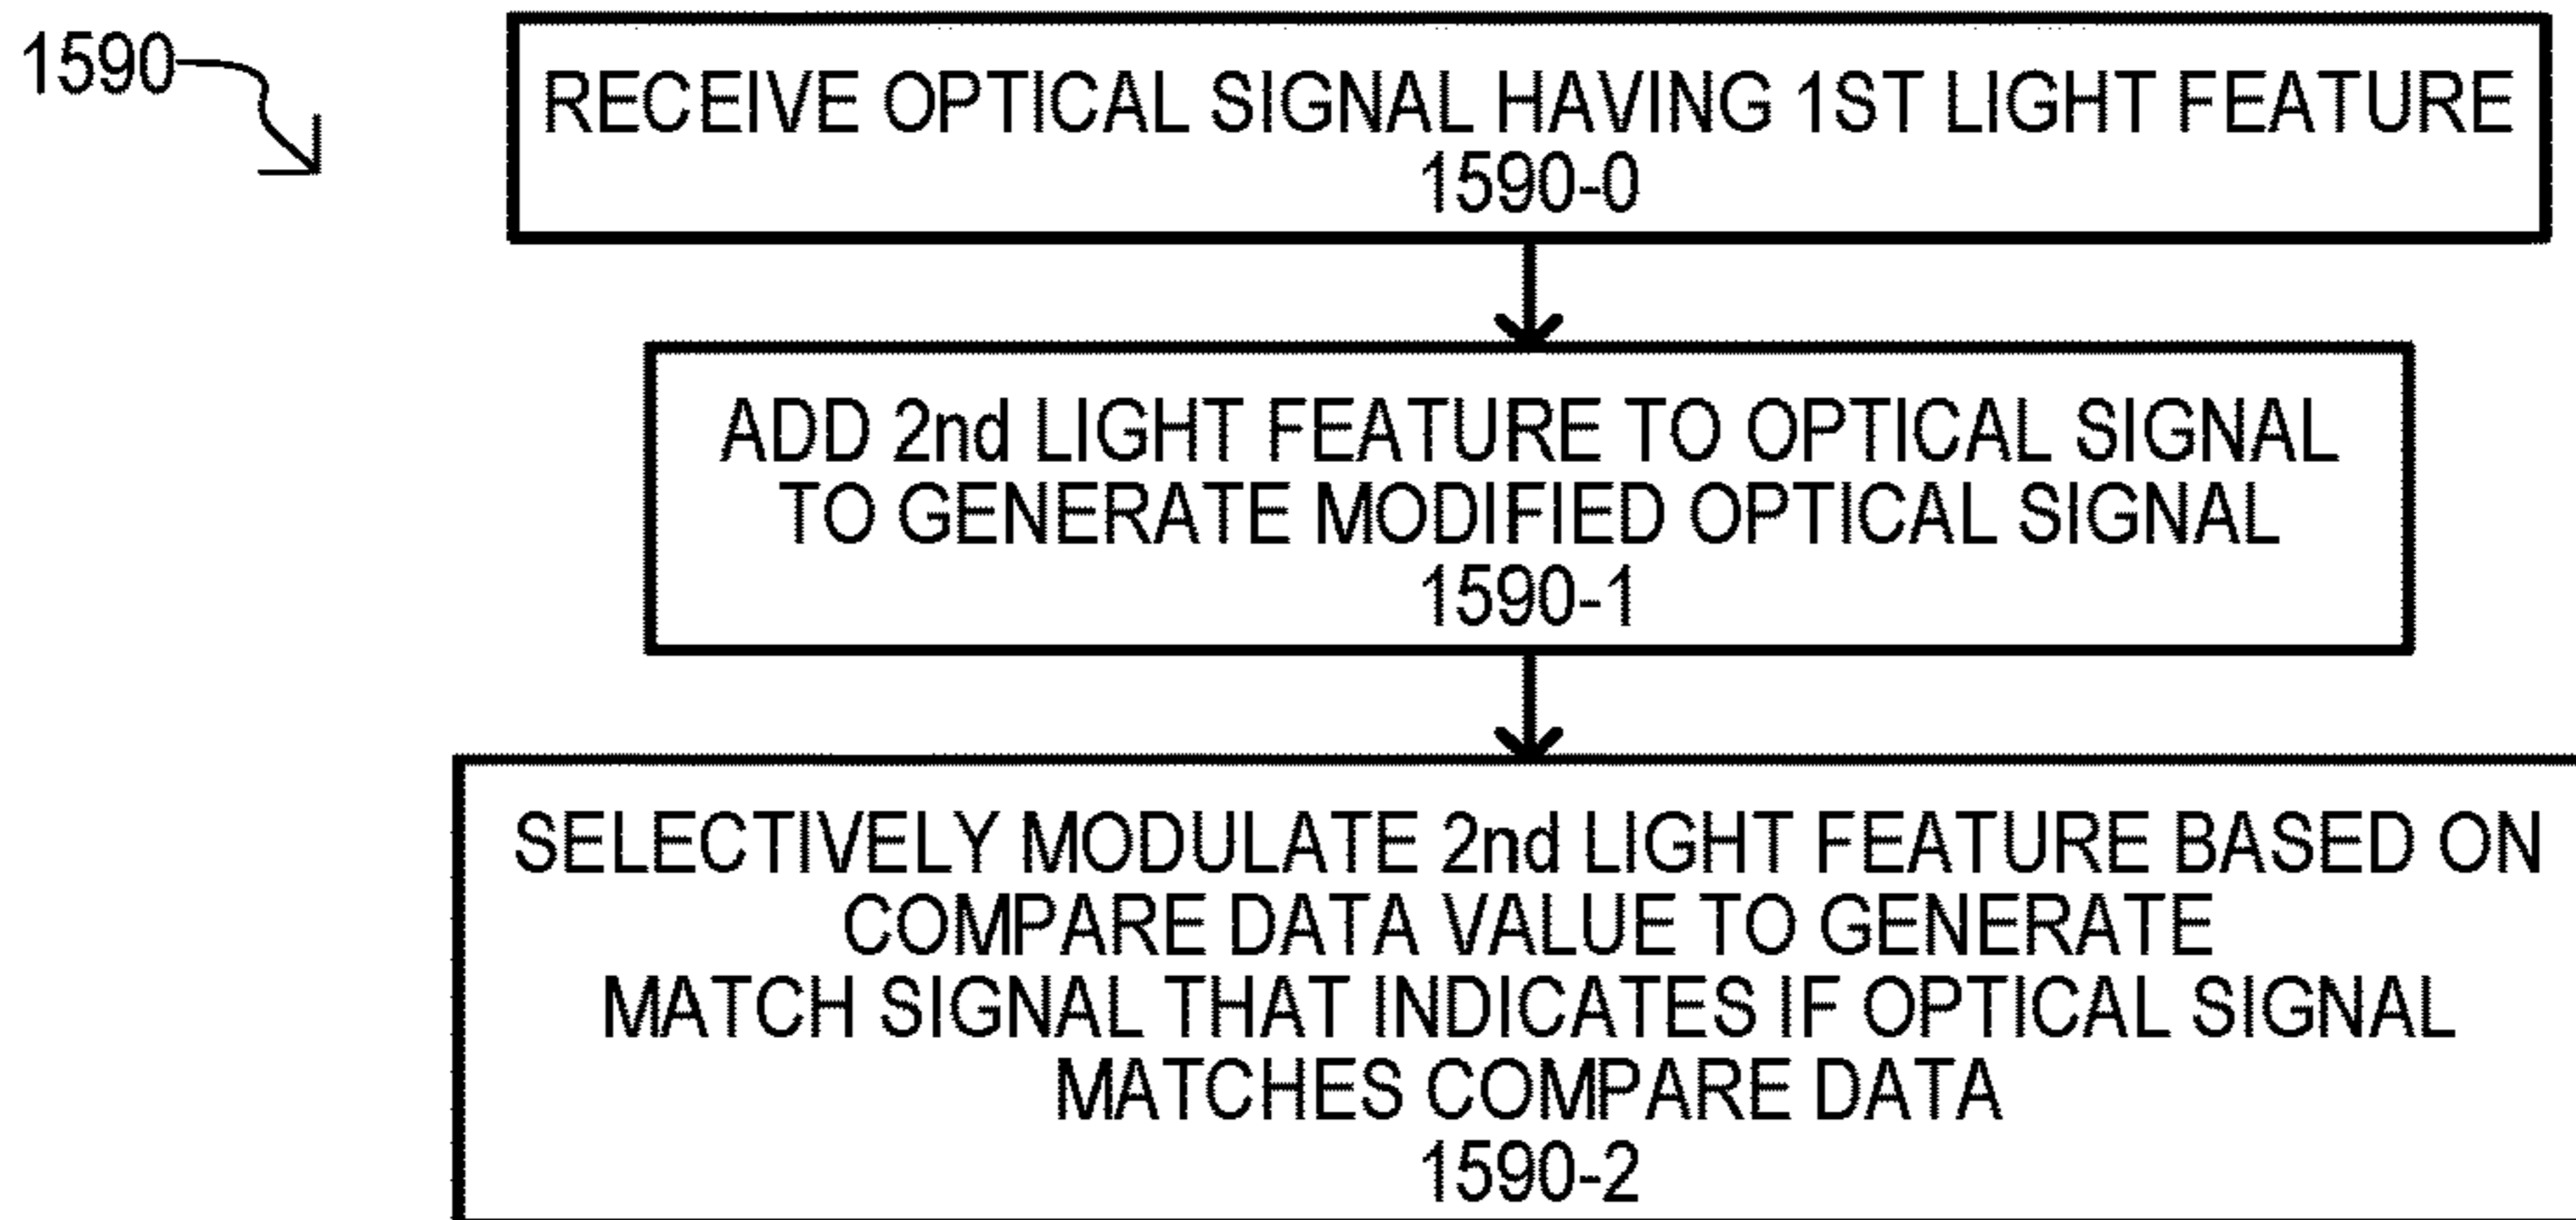 1590
RECEIVE OPTICAL SIGNAL HAVING 1ST LIGHT FEATURE
1590-0
ADD 2nd LIGHT FEATURE TO OPTICAL SIGNAL
TO GENERATE MODIFIED OPTICAL SIGNAL
1590-1
SELECTIVELY MODULATE 2nd LIGHT FEATURE BASED ON
COMPARE DATA VALUE TO GENERATE
MATCH SIGNAL THAT INDICATES IF OPTICAL SIGNAL
MATCHES COMPARE DATA
1590-2